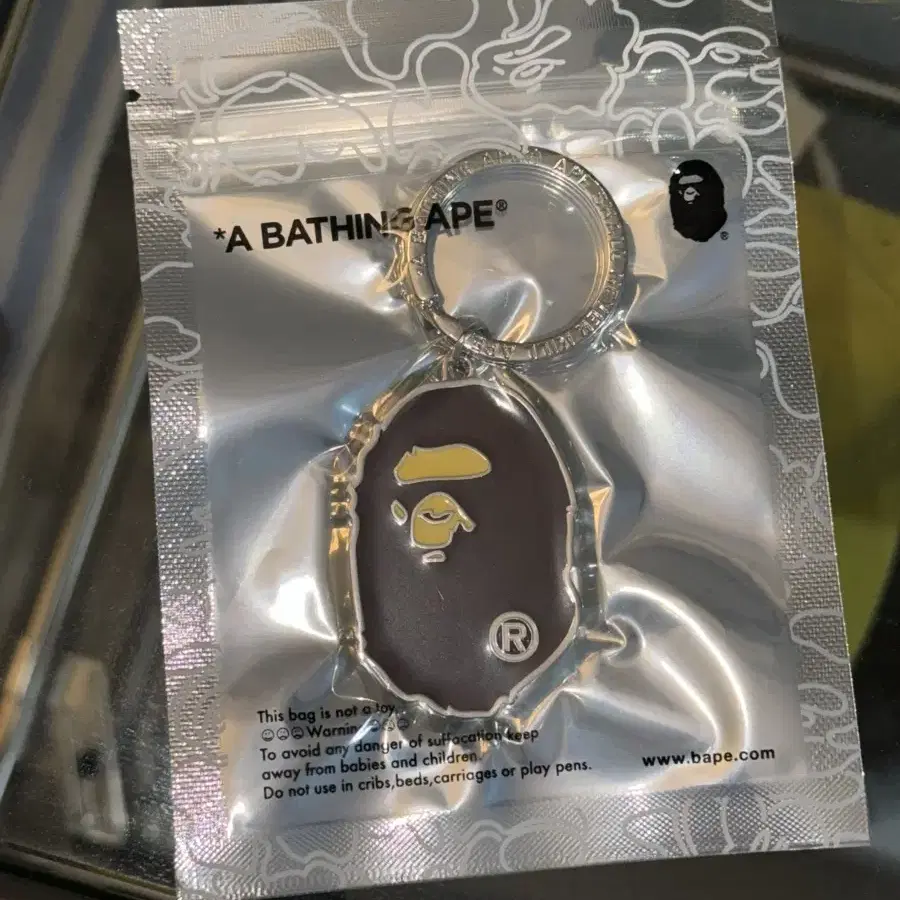 *A BATHING APE®
®
R
This bag is not a toy.
Warnin
To avoid any danger of suffocation keep
away from babies and children.
Do not use in cribs,beds,carriages or play pens.
www.bape.com